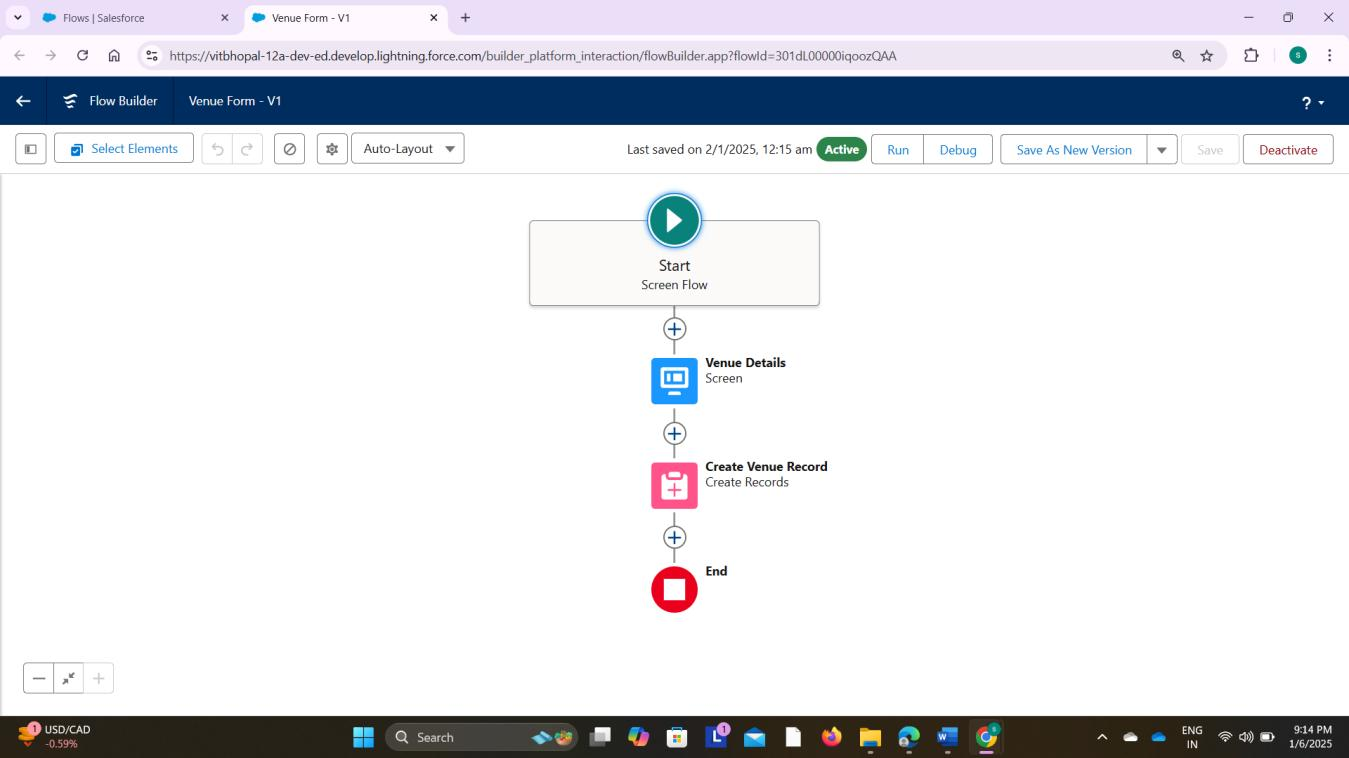 Flows | Salesforce
Venue Form - V1
https://vitbhopal-12a-dev-ed.develop.lightning.force.com/builder_platform_interaction/flowBuilder.app?flowId=301dL00000iqoozQAA
S
Flow Builder
Venue Form - V1
?
Select Elements
Auto-Layout
Last saved on 2/1/2025, 12:15 am
Active
Run
Debug
Save As New Version
Save
Deactivate
Start
Screen Flow
Venue Details
Screen
Create Venue Record
Create Records
End
1
USD/CAD
-0.59%
Search
L
1
W
S
ENG
IN
9:14 PM
1/6/2025